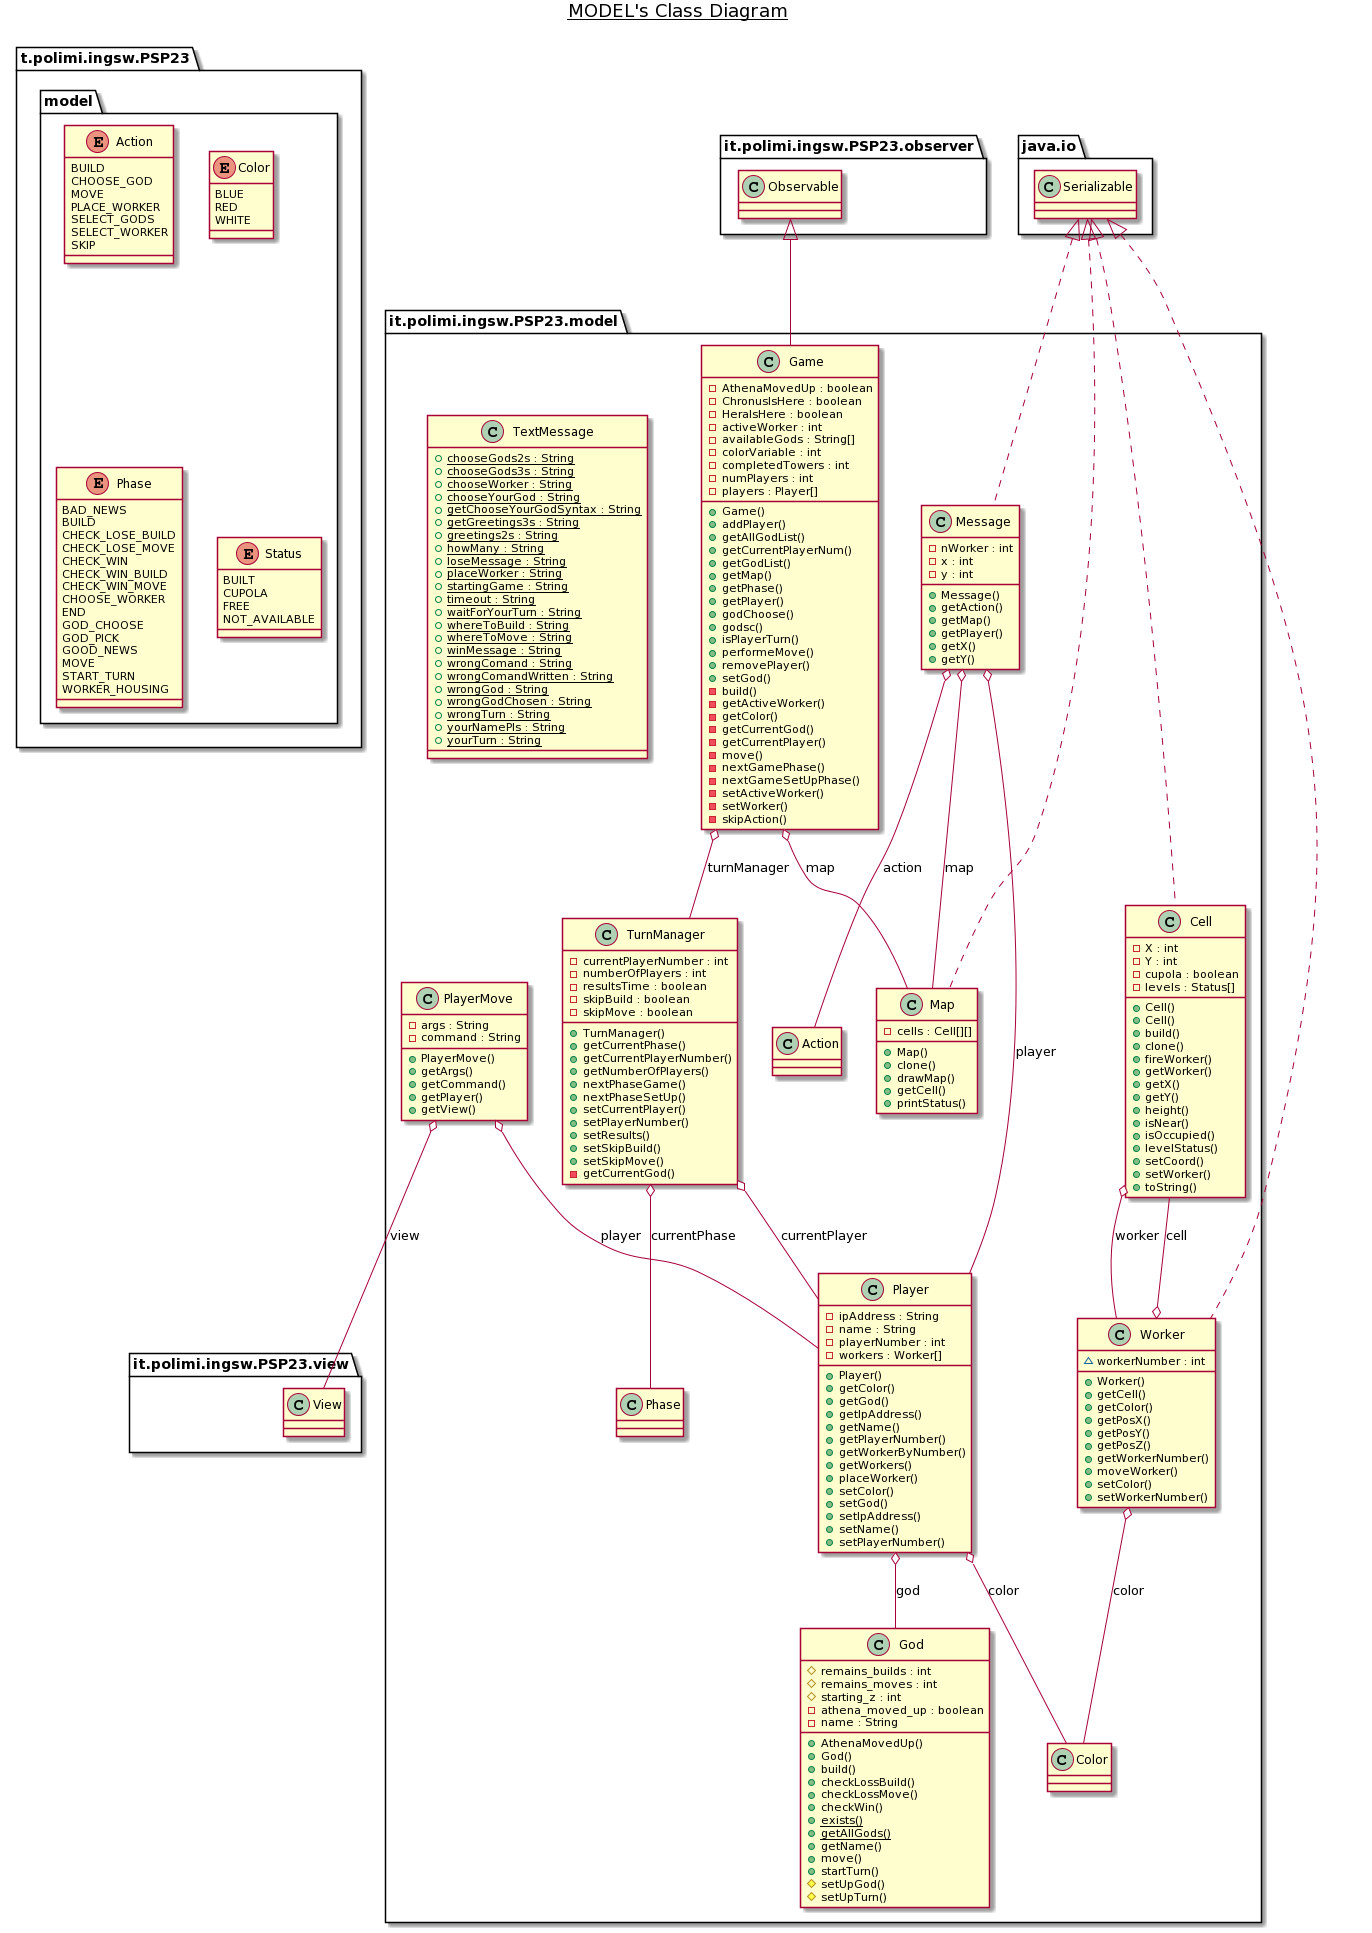 MODEL's Class Diagram
t.polimi.ingsw.PSP23
model
E Action
BUILD
CHOOSE_GOD
MOVE
PLACE_WORKER
SELECT_GODS
SELECT_WORKER
SKIP
E Color
BLUE
RED
WHITE
E Phase
BAD_NEWS
BUILD
CHECK_LOSE_BUILD
CHECK_LOSE_MOVE
CHECK_WIN
CHECK_WIN_BUILD
CHECK_WIN_MOVE
CHOOSE_WORKER
END
GOD_CHOOSE
GOD_PICK
GOOD_NEWS
MOVE
START_TURN
WORKER_HOUSING
E Status
BUILT
CUPOLA
FREE
NOT_AVAILABLE
it.polimi.ingsw.PSP23.observer
C Observable
java.io
C Serializable
it.polimi.ingsw.PSP23.model
C TextMessage
chooseGods2s : String
chooseGods3s : String
chooseWorker : String
chooseYourGod : String
getChooseYourGodSyntax : String
getGreetings3s : String
greetings2s : String
howMany : String
loseMessage : String
placeWorker : String
startingGame : String
timeout : String
waitForYourTurn : String
whereToBuild : String
whereToMove : String
winMessage : String
wrongComand : String
wrongComandWritten : String
wrongGod : String
wrongGodChosen : String
wrongTurn : String
yourNamePls : String
yourTurn : String
C Game
AthenaMovedUp : boolean
ChronusIsHere : boolean
HeraIsHere : boolean
activeWorker : int
availableGods : String[]
colorVariable : int
completedTowers : int
numPlayers : int
players : Player[]
Game()
addPlayer()
getAllGodList()
getCurrentPlayerNum()
getGodList()
getMap()
getPhase()
getPlayer()
godChoose()
godsc()
isPlayerTurn()
performeMove()
removePlayer()
setGod()
build()
getActiveWorker()
getColor()
getCurrentGod()
getCurrentPlayer()
move()
nextGamePhase()
nextGameSetUpPhase()
setActiveWorker()
setWorker()
skipAction()
C Message
nWorker : int
x : int
y : int
Message()
getAction()
getMap()
getPlayer()
getX()
getY()
turnManager
map
action
map
C TurnManager
currentPlayerNumber : int
numberOfPlayers : int
resultsTime : boolean
skipBuild : boolean
skipMove : boolean
TurnManager()
getCurrentPhase()
getCurrentPlayerNumber()
getNumberOfPlayers()
nextPhaseGame()
nextPhaseSetUp()
setCurrentPlayer()
setPlayerNumber()
setResults()
setSkipBuild()
setSkipMove()
getCurrentGod()
C PlayerMove
args : String
command : String
PlayerMove()
getArgs()
getCommand()
getPlayer()
getView()
C Action
C Map
cells : Cell[][]
Map()
clone()
drawMap()
getCell()
printStatus()
player
C Cell
X : int
Y : int
cupola : boolean
levels : Status[]
Cell()
Cell()
build()
clone()
fireWorker()
getWorker()
getX()
getY()
height()
isNear()
isOccupied()
levelStatus()
setCoord()
setWorker()
toString()
view
player
currentPhase
currentPlayer
worker
cell
it.polimi.ingsw.PSP23.view
C View
C Phase
C Player
ipAddress : String
name : String
playerNumber : int
workers : Worker[]
Player()
getColor()
getGod()
getIpAddress()
getName()
getPlayerNumber()
getWorkerByNumber()
getWorkers()
placeWorker()
setColor()
setGod()
setIpAddress()
setName()
setPlayerNumber()
C Worker
workerNumber : int
Worker()
getCell()
getColor()
getPosX()
getPosY()
getPosZ()
getWorkerNumber()
moveWorker()
setColor()
setWorkerNumber()
god
color
color
C God
remains_builds : int
remains_moves : int
starting_z : int
athena_moved_up : boolean
name : String
AthenaMovedUp()
God()
build()
checkLossBuild()
checkLossMove()
checkWin()
exists()
getAllGods()
getName()
move()
startTurn()
setUpGod()
setUpTurn()
C Color